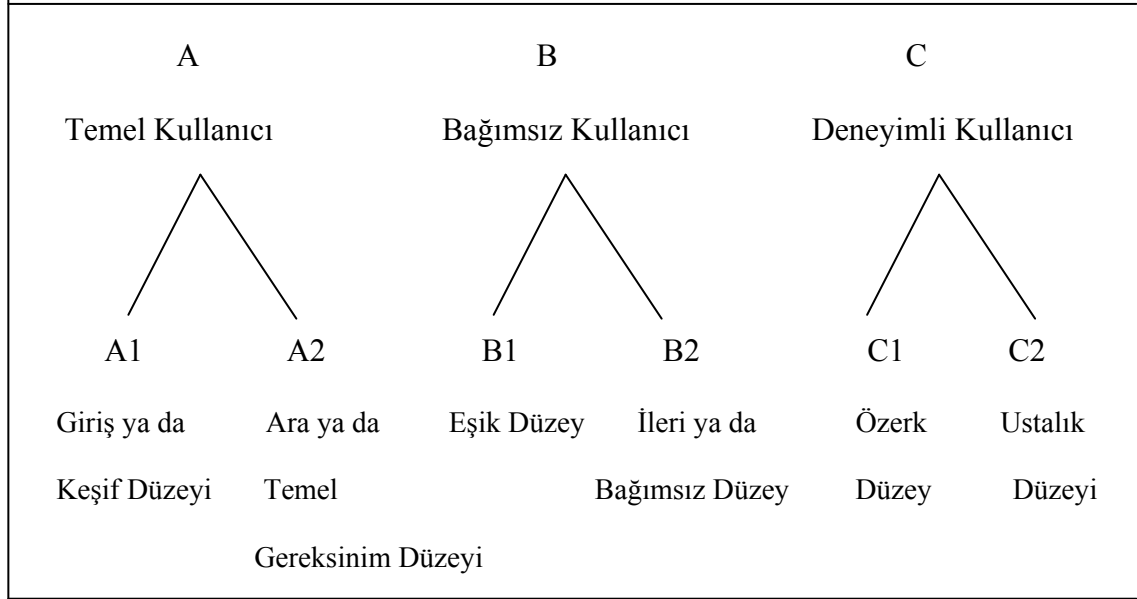 A B C
Temel Kullanıcı Bağımsız Kullanıcı Deneyimli Kullanıcı
A1 A2 B1 B2 C1 C2
Giriş ya da Ara ya da Eşik Düzey İleri ya da Özerk Ustalık
Keşif Düzeyi Temel Bağımsız Düzey Düzey Düzeyi
Gereksinim Düzeyi